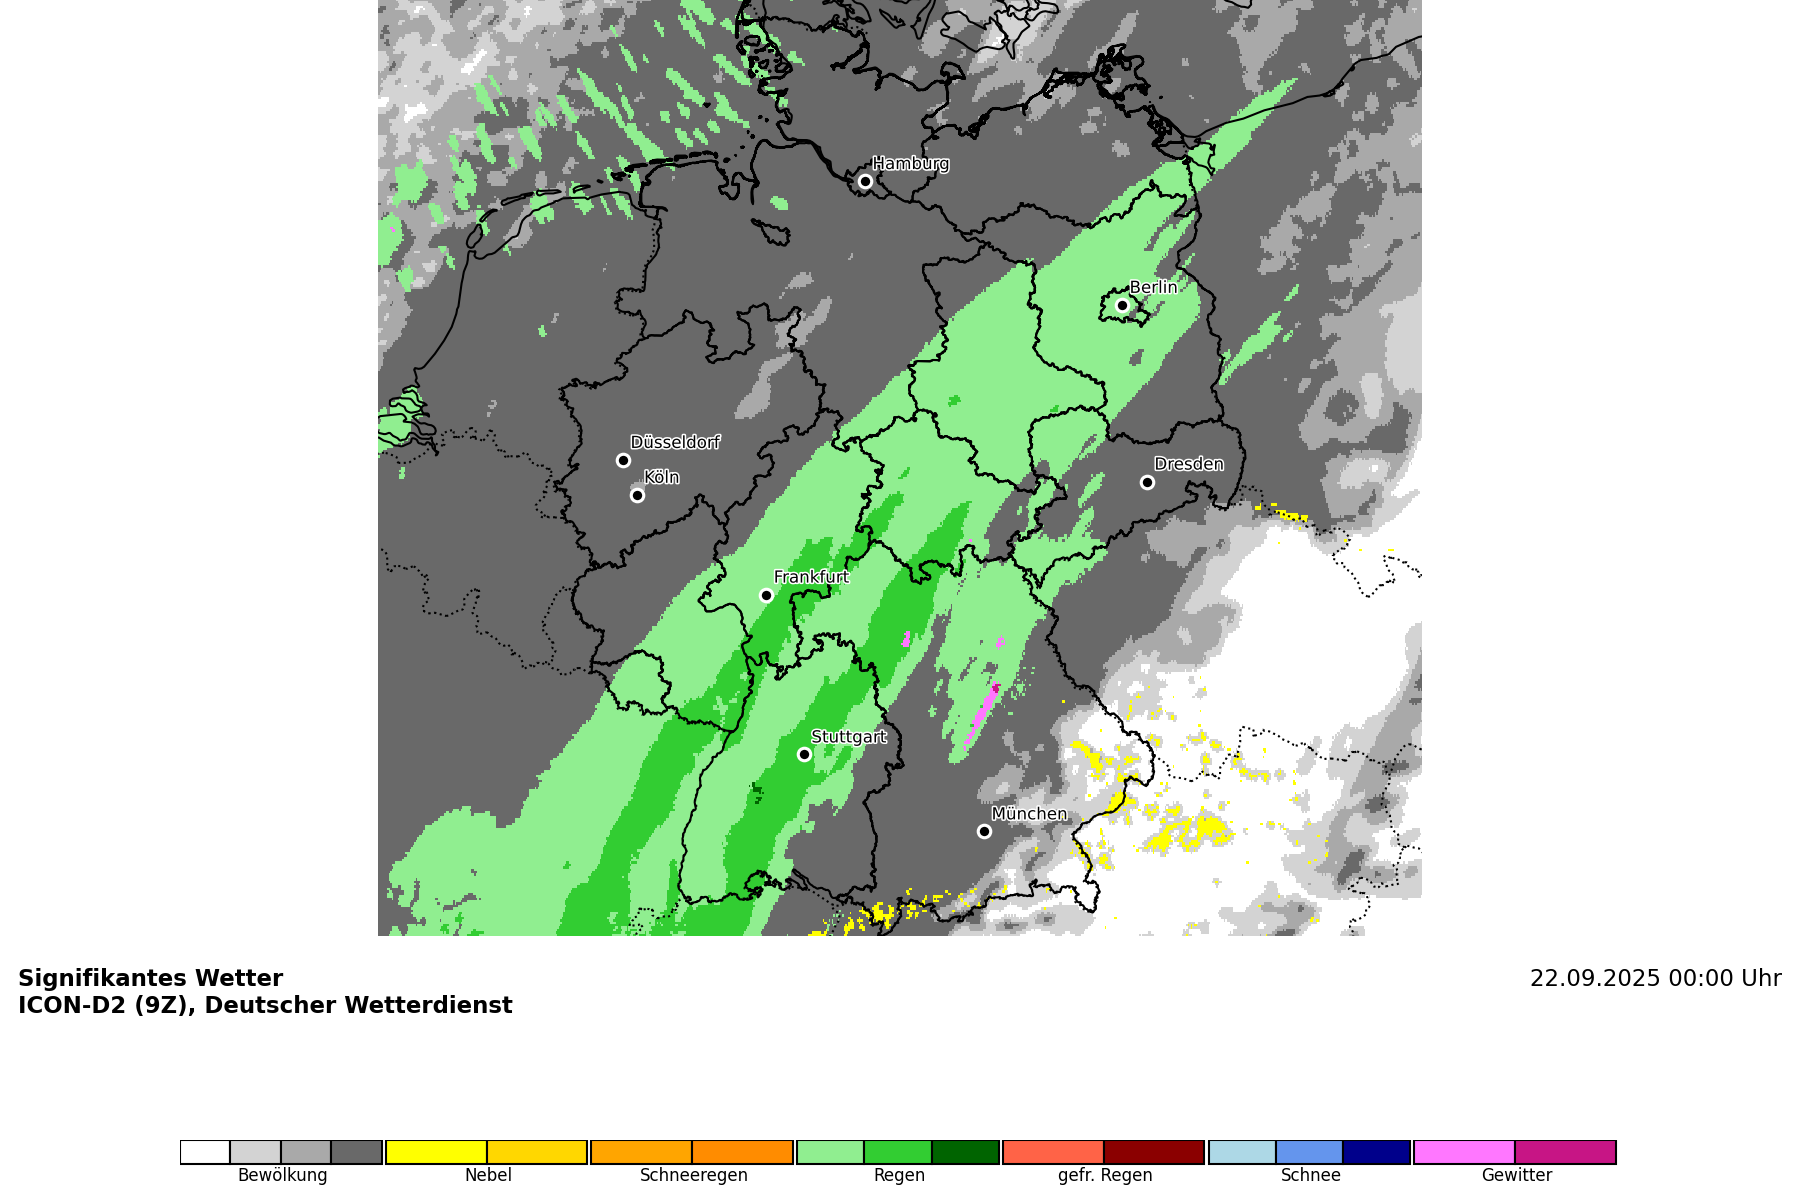 Hamburg
Berlin
Düsseldorf
Köln
Dresden
Frankfurt
Stuttgart
München
Signifikantes Wetter
22.09.2025 00:00 Uhr
ICON-D2 (9Z), Deutscher Wetterdienst
Bewölkung
Nebel
Schneeregen
Regen
gefr. Regen
Schnee
Gewitter